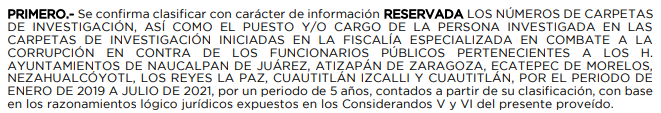 PRIMERO.- Se confirma clasificar con carácter de información RESERVADA LOS NÚMEROS DE CARPETAS
DE INVESTIGACIÓN, ASÍ COMO EL PUESTO Y/O CARGO DE LA PERSONA INVESTIGADA EN LAS
CARPETAS DE INVESTIGACIÓN INICIADAS EN LA FISCALÍA ESPECIALIZADA EN COMBATE A LA
CORRUPCIÓN EN CONTRA DE LOS FUNCIONARIOS PÚBLICOS PERTENECIENTES A LOS H.
AYUNTAMIENTOS DE NAUCALPAN DE JUÁREZ, ATIZAPÁN DE ZARAGOZA, ECATEPEC DE MORELOS,
NEZAHUALCÓYOTL, LOS REYES LA PAZ, CUAUTITLÁN IZCALLI Y CUAUTITLÁN, POR EL PERIODO DE
ENERO DE 2019 A JULIO DE 2021, por un periodo de 5 años, contados a partir de su clasificación, con base
en los razonamientos lógico jurídicos expuestos en los Considerandos V y VI del presente proveído.